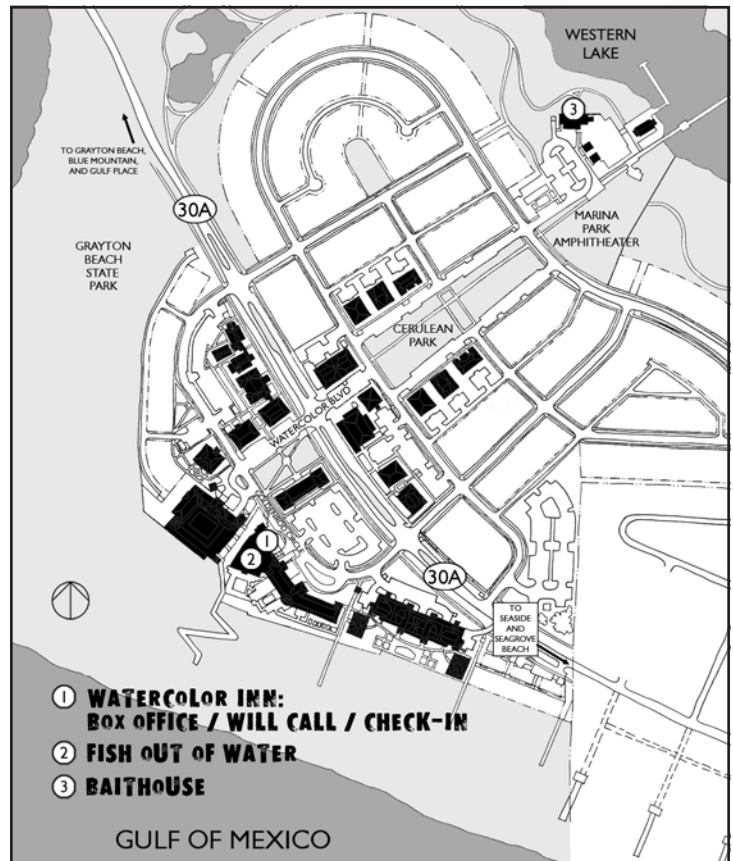 WESTERN
LAKE
3
TO GRAYTON BEACH,
BLUE MOUNTAIN,
AND GULF PLACE
30A
GRAYTON
BEACH
STATE
PARK
MARINA
PARK
AMPHITHEATER
CERULEAN
PARK
WATERCOLOR BLVD
1
2
30A
TO
SEASIDE
AND
SEAGROVE
BEACH
1 WATERCOLOR INN:
BOX OFFICE / WILL CALL / CHECK-IN
2 FISH OUT OF WATER
3 BAITHOUSE
GULF OF MEXICO